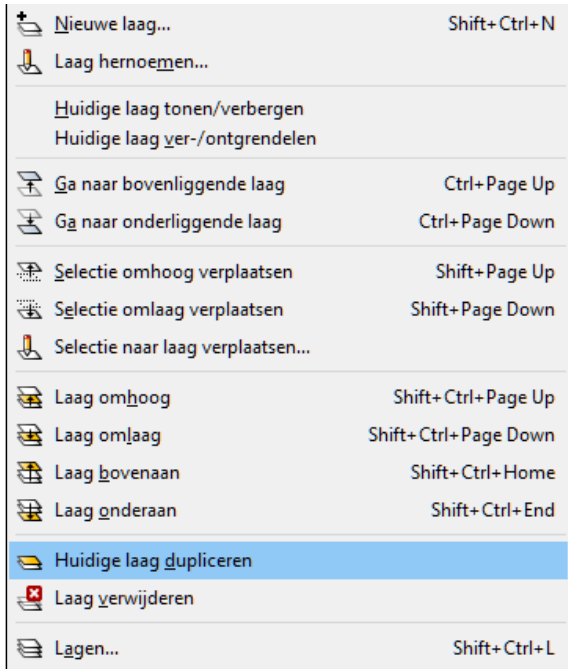 Nieuwe laag... Shift+Ctrl+N
Laag hernoemen...
Huidige laag tonen/verbergen
Huidige laag ver-/ontgrendelen
Ga naar bovenliggende laag Ctrl+Page Up
Ga naar onderliggende laag Ctrl+Page Down
Selectie omhoog verplaatsen Shift+Page Up
Selectie omlaag verplaatsen Shift+Page Down
Selectie naar laag verplaatsen...
Laag omhoog Shift+Ctrl+Page Up
Laag omlaag Shift+Ctrl+Page Down
Laag bovenaan Shift+Ctrl+Home
Laag onderaan Shift+Ctrl+End
Huidige laag dupliceren
Laag verwijderen
Lagen... Shift+Ctrl+L